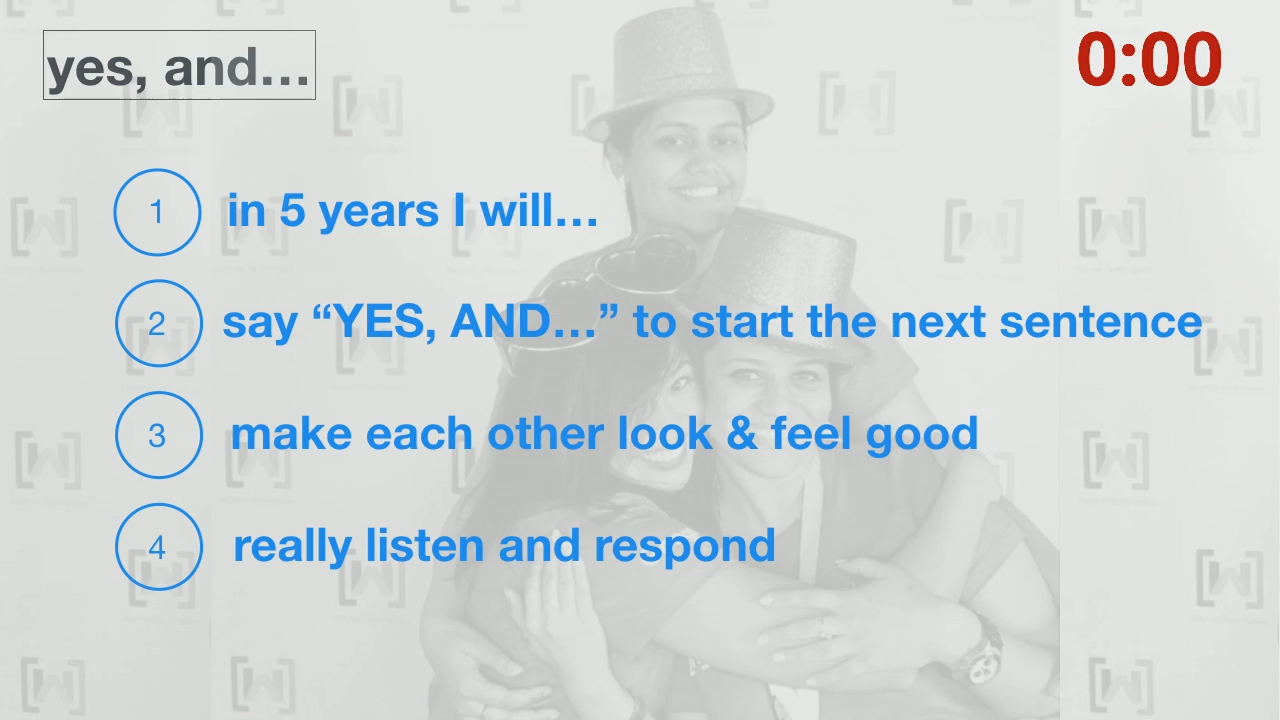 yes, and…
0:00
1 in 5 years I will…
2 say “YES, AND…” to start the next sentence
3 make each other look & feel good
4 really listen and respond